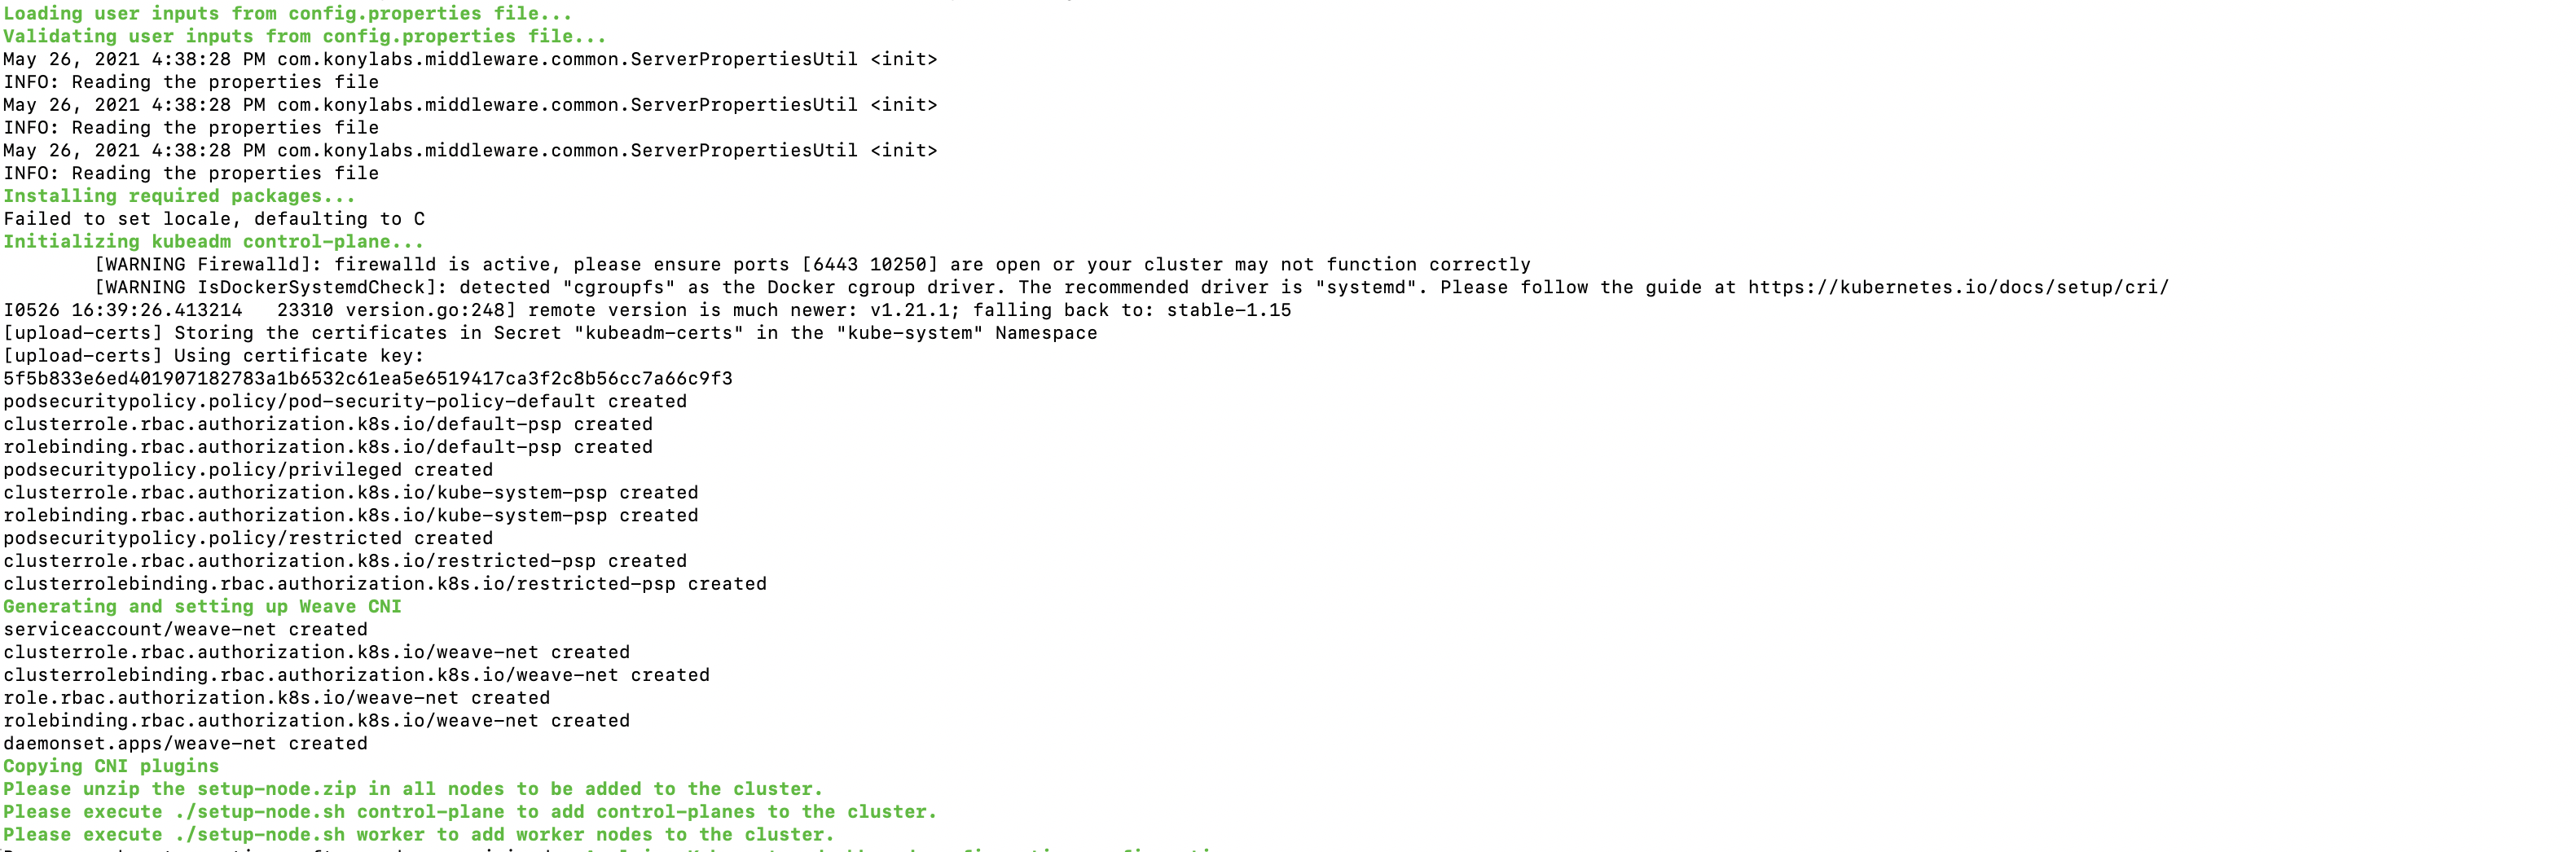 Loading user inputs from config.properties file...
Validating user inputs from config.properties file...
May 26, 2021 4:38:28 PM com.konylabs.middleware.common.ServerPropertiesUtil <init>
INFO: Reading the properties file
May 26, 2021 4:38:28 PM com.konylabs.middleware.common.ServerPropertiesUtil <init>
INFO: Reading the properties file
May 26, 2021 4:38:28 PM com.konylabs.middleware.common.ServerPropertiesUtil <init>
INFO: Reading the properties file
Installing required packages...
Failed to set locale, defaulting to C
Initializing kubeadm control-plane...
[WARNING Firewalld]: firewalld is active, please ensure ports [6443 10250] are open or your cluster may not function correctly
[WARNING IsDockerSystemdCheck]: detected "cgroupfs" as the Docker cgroup driver. The recommended driver is "systemd". Please follow the guide at https://kubernetes.io/docs/setup/cri/
I0526 16:39:26.413214   23310 version.go:248] remote version is much newer: v1.21.1; falling back to: stable-1.15
[upload-certs] Storing the certificates in Secret "kubeadm-certs" in the "kube-system" Namespace
[upload-certs] Using certificate key:
5f5b833e6ed401907182783a1b6532c61ea5e6519417ca3f2c8b56cc7a66c9f3
podsecuritypolicy.policy/pod-security-policy-default created
clusterrole.rbac.authorization.k8s.io/default-psp created
rolebinding.rbac.authorization.k8s.io/default-psp created
podsecuritypolicy.policy/privileged created
clusterrole.rbac.authorization.k8s.io/kube-system-psp created
rolebinding.rbac.authorization.k8s.io/kube-system-psp created
podsecuritypolicy.policy/restricted created
clusterrole.rbac.authorization.k8s.io/restricted-psp created
clusterrolebinding.rbac.authorization.k8s.io/restricted-psp created
Generating and setting up Weave CNI
serviceaccount/weave-net created
clusterrole.rbac.authorization.k8s.io/weave-net created
clusterrolebinding.rbac.authorization.k8s.io/weave-net created
role.rbac.authorization.k8s.io/weave-net created
rolebinding.rbac.authorization.k8s.io/weave-net created
daemonset.apps/weave-net created
Copying CNI plugins
Please unzip the setup-node.zip in all nodes to be added to the cluster.
Please execute ./setup-node.sh control-plane to add control-planes to the cluster.
Please execute ./setup-node.sh worker to add worker nodes to the cluster.